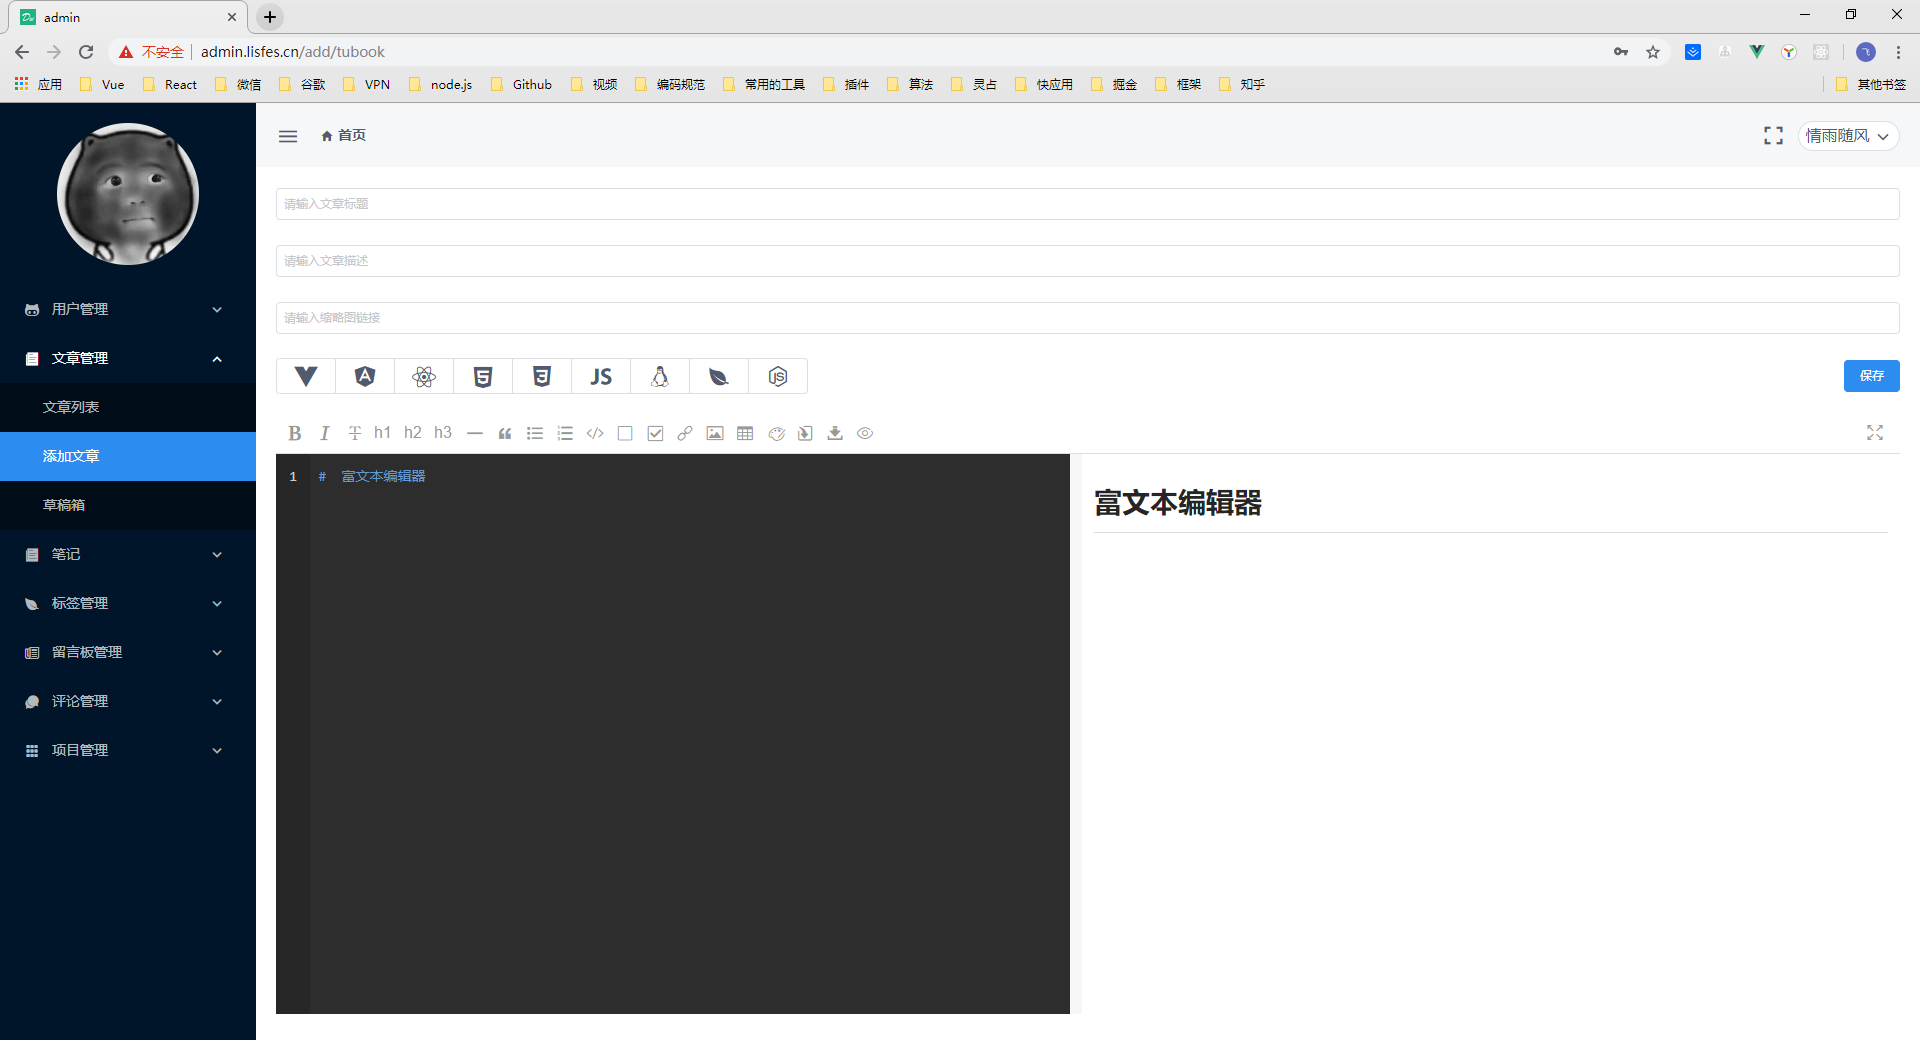 admin
不安全 admin.lisfes.cn/add/tubook
应用 Vue React 微信 谷歌 VPN node.js Github 视频 编码规范 常用的工具 插件 算法 灵占 快应用 掘金 框架 知乎 其他书签
首页
情雨随风
用户管理
文章管理
文章列表
添加文章
草稿箱
笔记
标签管理
留言板管理
评论管理
项目管理
请输入文章标题
请输入文章描述
请输入缩略图链接
JS
保存
B I T h1 h2 h3
1 # 富文本编辑器
富文本编辑器